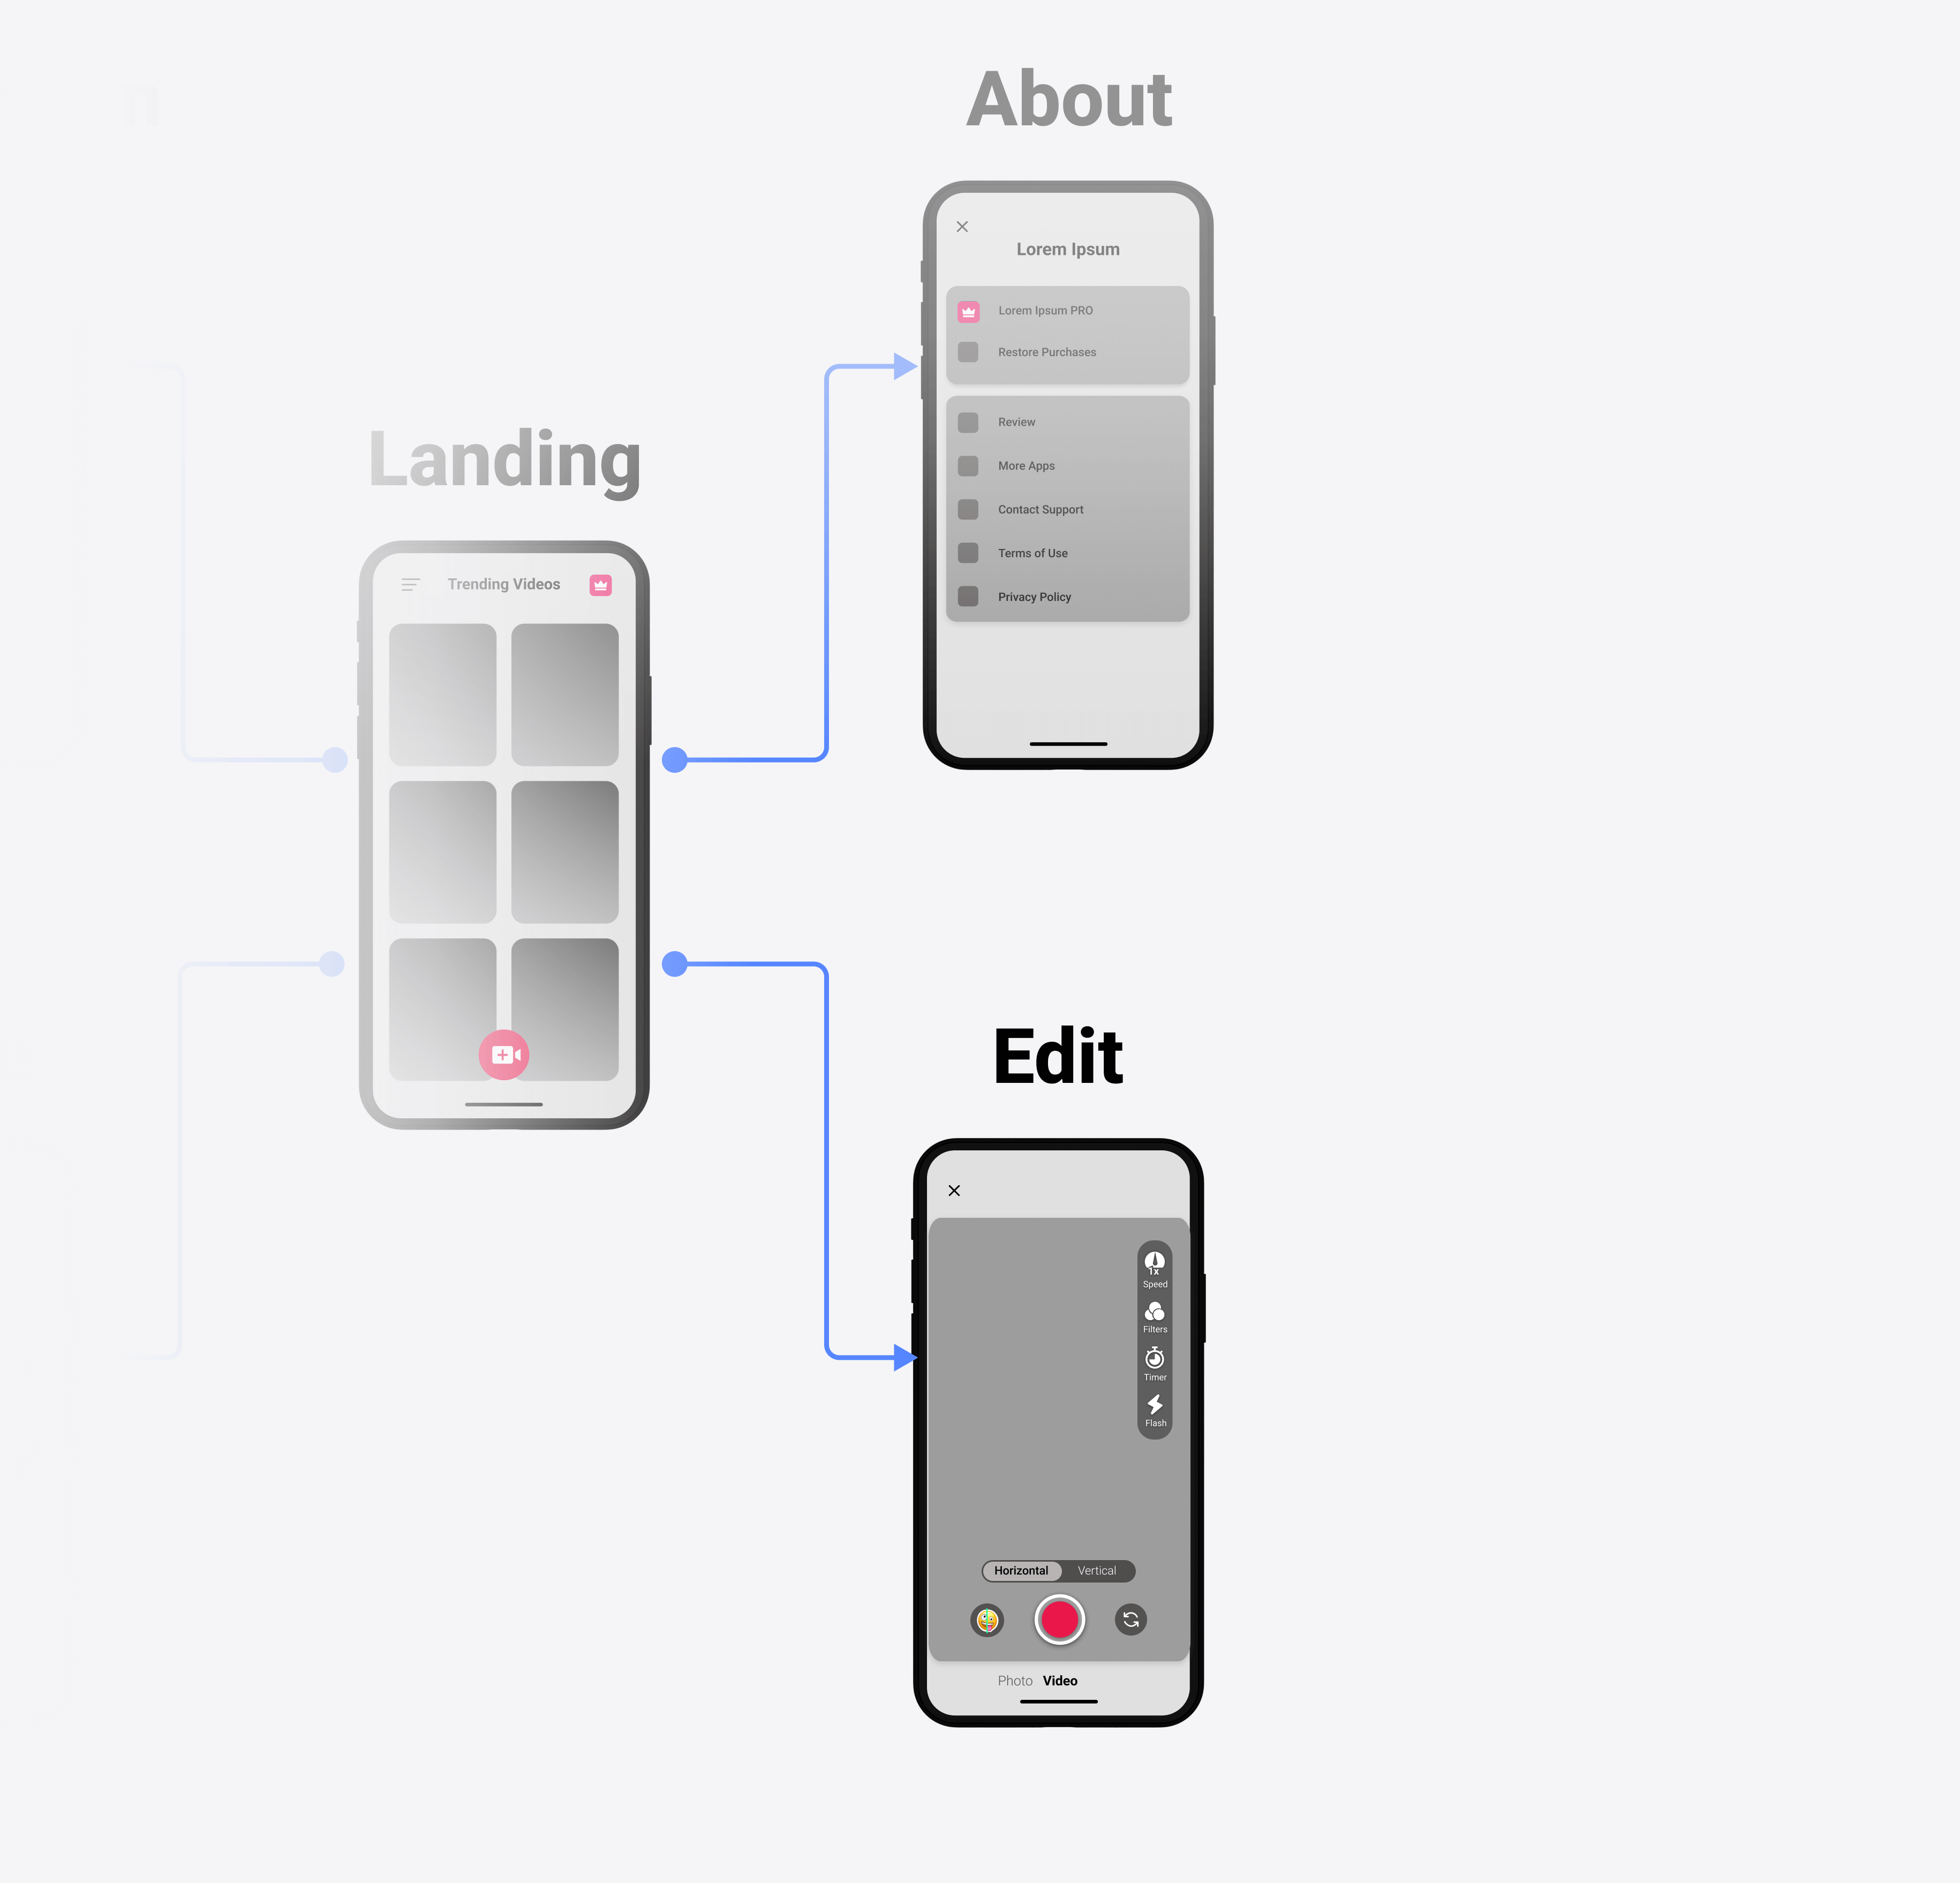 n
About
Lorem Ipsum
Lorem Ipsum PRO
Restore Purchases
Review
More Apps
Contact Support
Terms of Use
Privacy Policy
Landing
Trending Videos
Edit
1x
Speed
Filters
Timer
Flash
Horizontal Vertical
Photo Video